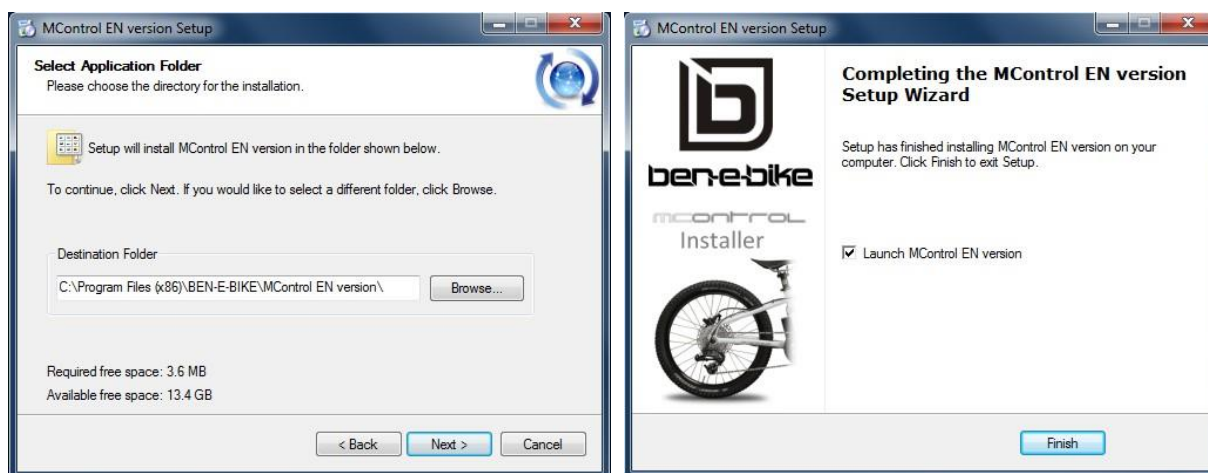 MControl EN version Setup
Select Application Folder
Please choose the directory for the installation.
Setup will install MControl EN version in the folder shown below.
To continue, click Next. If you would like to select a different folder, click Browse.
Destination Folder
C:\Program Files (x86)\BEN-E-BIKE\MControl EN version\
Browse...
Required free space: 3.6 MB
Available free space: 13.4 GB
< Back
Next >
Cancel
MControl EN version Setup
ben-e-bike
mcontrol
Installer
Completing the MControl EN version
Setup Wizard
Setup has finished installing MControl EN version on your
computer. Click Finish to exit Setup.
Launch MControl EN version
Finish